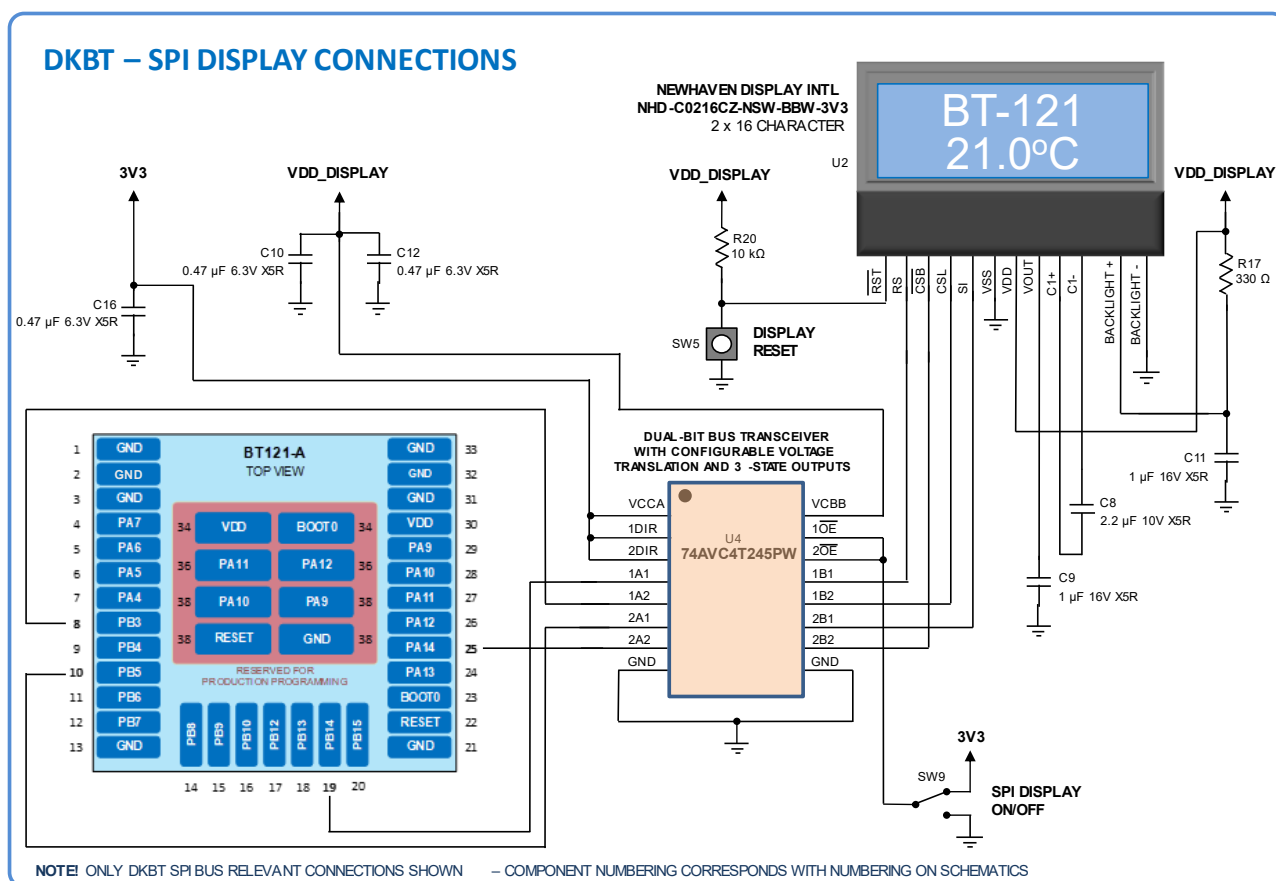 DKBT – SPI DISPLAY CONNECTIONS
NEWHAVEN DISPLAY INTL
NHD-C0216CZ-NSW-BBW-3V3
2 x 16 CHARACTER
U2
BT-121
21.0°C
3V3
VDD_DISPLAY
VDD_DISPLAY
VDD_DISPLAY
C10
0.47 µF 6.3V X5R
C12
0.47 µF 6.3V X5R
C16
0.47 µF 6.3V X5R
R20
10 kΩ
R17
330 Ω
SW5
DISPLAY
RESET
RST
RS
CSB
CSL
SI
VSS
VDD
VOUT
C1+
C1-
BACKLIGHT +
BACKLIGHT -
C11
1 µF 16V X5R
C8
2.2 µF 10V X5R
C9
1 µF 16V X5R
DUAL-BIT BUS TRANSCEIVER
WITH CONFIGURABLE VOLTAGE
TRANSLATION AND 3 -STATE OUTPUTS
U4
74AVC4T245PW
VCCA
1DIR
2DIR
1A1
1A2
2A1
2A2
GND
VCBB
1OE
2OE
1B1
1B2
2B1
2B2
GND
BT121-A
TOP VIEW
1 GND
2 GND
3 GND
4 PA7
5 PA6
6 PA5
7 PA4
8 PB3
9 PB4
10 PB5
11 PB6
12 PB7
13 GND
34 VDD BOOT0 34
36 PA11 PA12 36
38 PA10 PA9 38
38 RESET GND 38
RESERVED FOR
PRODUCTION PROGRAMMING
GND 33
GND 32
GND 31
VDD 30
PA9 29
PA10 28
PA11 27
PA12 26
PA14 25
PA13 24
BOOT0 23
RESET 22
GND 21
PB8 PB9 PB10 PB12 PB13 PB14 PB15
14 15 16 17 18 19 20
3V3
SW9
SPI DISPLAY
ON/OFF
NOTE! ONLY DKBT SPI BUS RELEVANT CONNECTIONS SHOWN – COMPONENT NUMBERING CORRESPONDS WITH NUMBERING ON SCHEMATICS